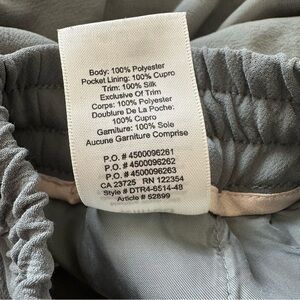 Body: 100% Polyester
Pocket Lining: 100% Cupro
Trim: 100% Silk.
Exclusive Of Trim
Corps: 100% Polyester
Doublure De La Poche:
100% Cupro
Garniture: 100% Soie
Aucune Garniture Comprise
P.O. # 4500096261
P.O. # 4500096262
P.O. # 4500096263
CA 23725 RN 122354
Style # DTR4-6514-48
Article # 52899